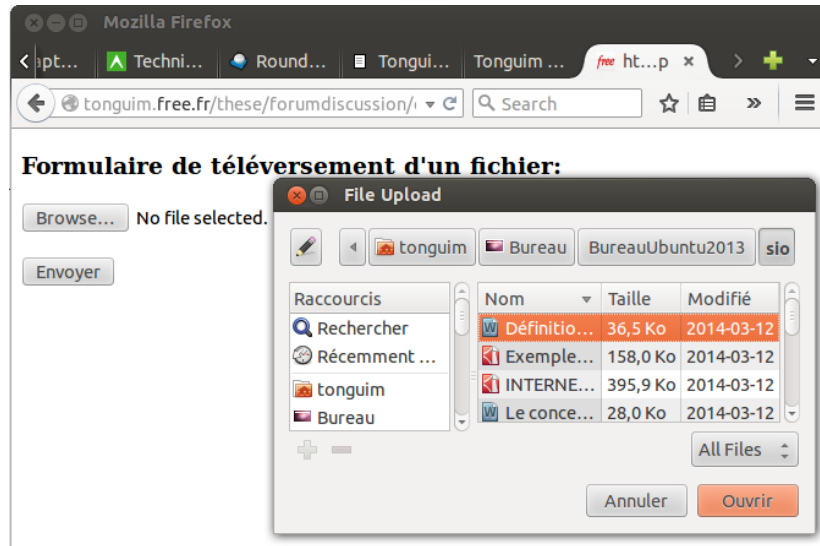 Mozilla Firefox
apt... Techni... Round... Tongui... Tonguim ... free ht...p
tonguim.free.fr/these/forumdiscussion/ Search
Formulaire de téléversement d'un fichier:
Browse... No file selected.
Envoyer
File Upload
tonguim Bureau BureauUbuntu2013 sio
Raccourcis Nom Taille Modifié
Rechercher Définitio... 36,5 Ko 2014-03-12
Récemment ... Exemple... 158,0 Ko 2014-03-12
tonguim INTERNE... 395,9 Ko 2014-03-12
Bureau Le conce... 28,0 Ko 2014-03-12
All Files
Annuler Ouvrir